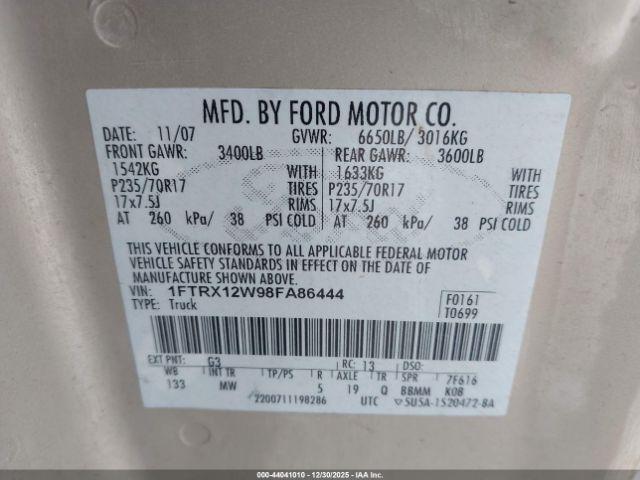 MFD. BY FORD MOTOR CO.
DATE: 11/07 GVWR: 6650LB/ 3016KG
FRONT GAWR: 3400LB REAR GAWR: 3600LB
1542KG WITH 1633KG WITH
P235/70R17 TIRES P235/70R17 TIRES
17x7.5J RIMS 17x7.5J RIMS
AT 260 kPa/ 38 PSI COLD AT 260 kPa/ 38 PSI COLD
THIS VEHICLE CONFORMS TO ALL APPLICABLE FEDERAL MOTOR
VEHICLE SAFETY STANDARDS IN EFFECT ON THE DATE OF
MANUFACTURE SHOWN ABOVE.
VIN: 1FTRX12W98FA86444 F0161
TYPE: Truck T0699
EXT PNT: G3 RC: 13 DSO:
WB INT TR TP/PS R AXLE TR SPR 7F616
133 MW 5 19 Q BBMM K08
2200711198286 UTC ▽5U5A-1520472-BA
000-44041010 - 12/30/2025 - IAAI Inc.